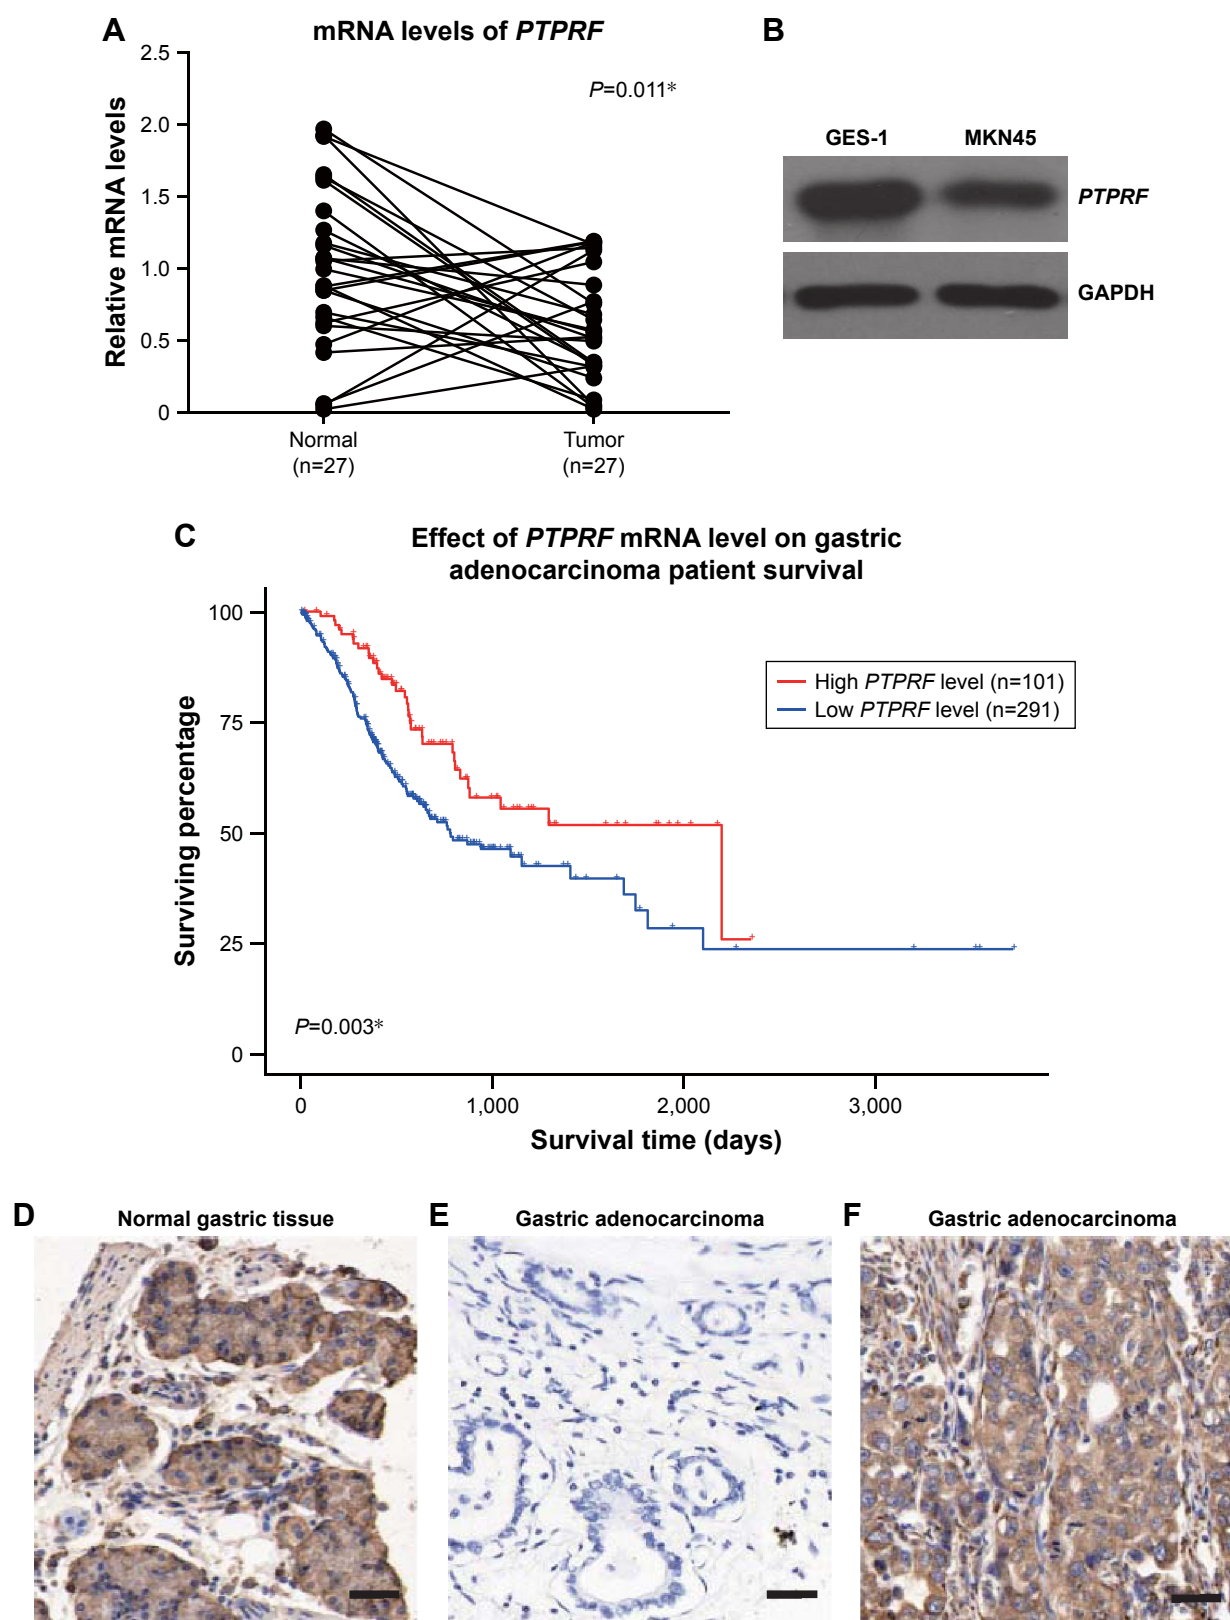 A
mRNA levels of PTPRF
2.5
2.0
1.5
1.0
0.5
0
Relative mRNA levels
P=0.011*
Normal
(n=27)
Tumor
(n=27)
B
GES-1
MKN45
PTPRF
GAPDH
C
Effect of PTPRF mRNA level on gastric
adenocarcinoma patient survival
100
75
50
25
0
Surviving percentage
High PTPRF level (n=101)
Low PTPRF level (n=291)
P=0.003*
0
1,000
2,000
3,000
Survival time (days)
D
Normal gastric tissue
E
Gastric adenocarcinoma
F
Gastric adenocarcinoma